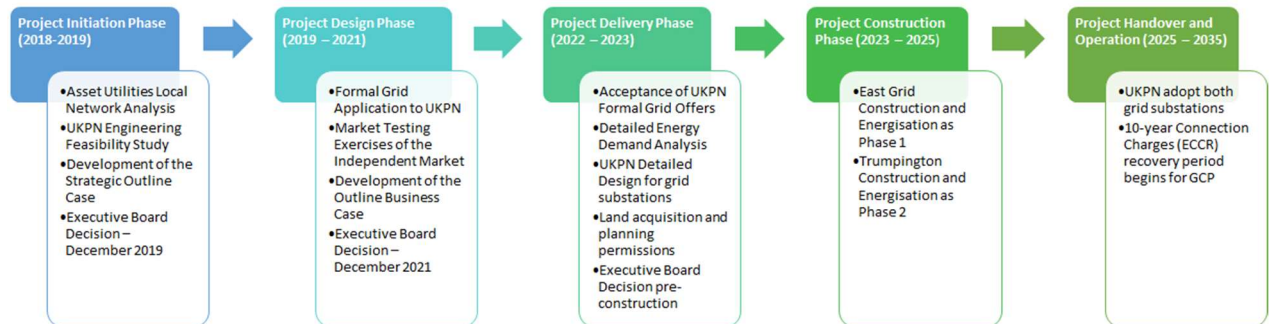 Project Initiation Phase
(2018-2019)
•Asset Utilities Local
Network Analysis
•UKPN Engineering
Feasibility Study
•Development of the
Strategic Outline
Case
•Executive Board
Decision –
December 2019
Project Design Phase
(2019 – 2021)
•Formal Grid
Application to UKPN
•Market Testing
Exercises of the
Independent Market
•Development of the
Outline Business
Case
•Executive Board
Decision –
December 2021
Project Delivery Phase
(2022 – 2023)
•Acceptance of UKPN
Formal Grid Offers
•Detailed Energy
Demand Analysis
•UKPN Detailed
Design for grid
substations
•Land acquisition and
planning
permissions
•Executive Board
Decision pre-
construction
Project Construction
Phase (2023 – 2025)
•East Grid
Construction and
Energisation as
Phase 1
•Trumpington
Construction and
Energisation as
Phase 2
Project Handover and
Operation (2025 – 2035)
•UKPN adopt both
grid substations
•10-year Connection
Charges (ECCR)
recovery period
begins for GCP